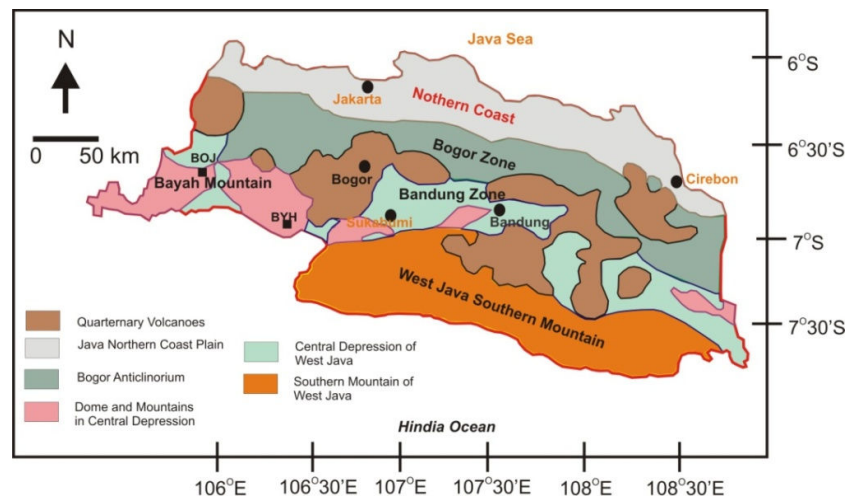 N
Java Sea
6°S
Jakarta
Nothern Coast
0 50 km
Bogor Zone
6°30'S
BOJ
Bayah Mountain
Bogor
Bandung Zone
Cirebon
BYH
Sukabumi
Bandung
7°S
West Java Southern Mountain
7°30'S
Quarternary Volcanoes
Java Northern Coast Plain
Bogor Anticlinorium
Dome and Mountains
in Central Depression
Central Depression of
West Java
Southern Mountain of
West Java
Hindia Ocean
106°E 106°30'E 107°E 107°30'E 108°E 108°30'E